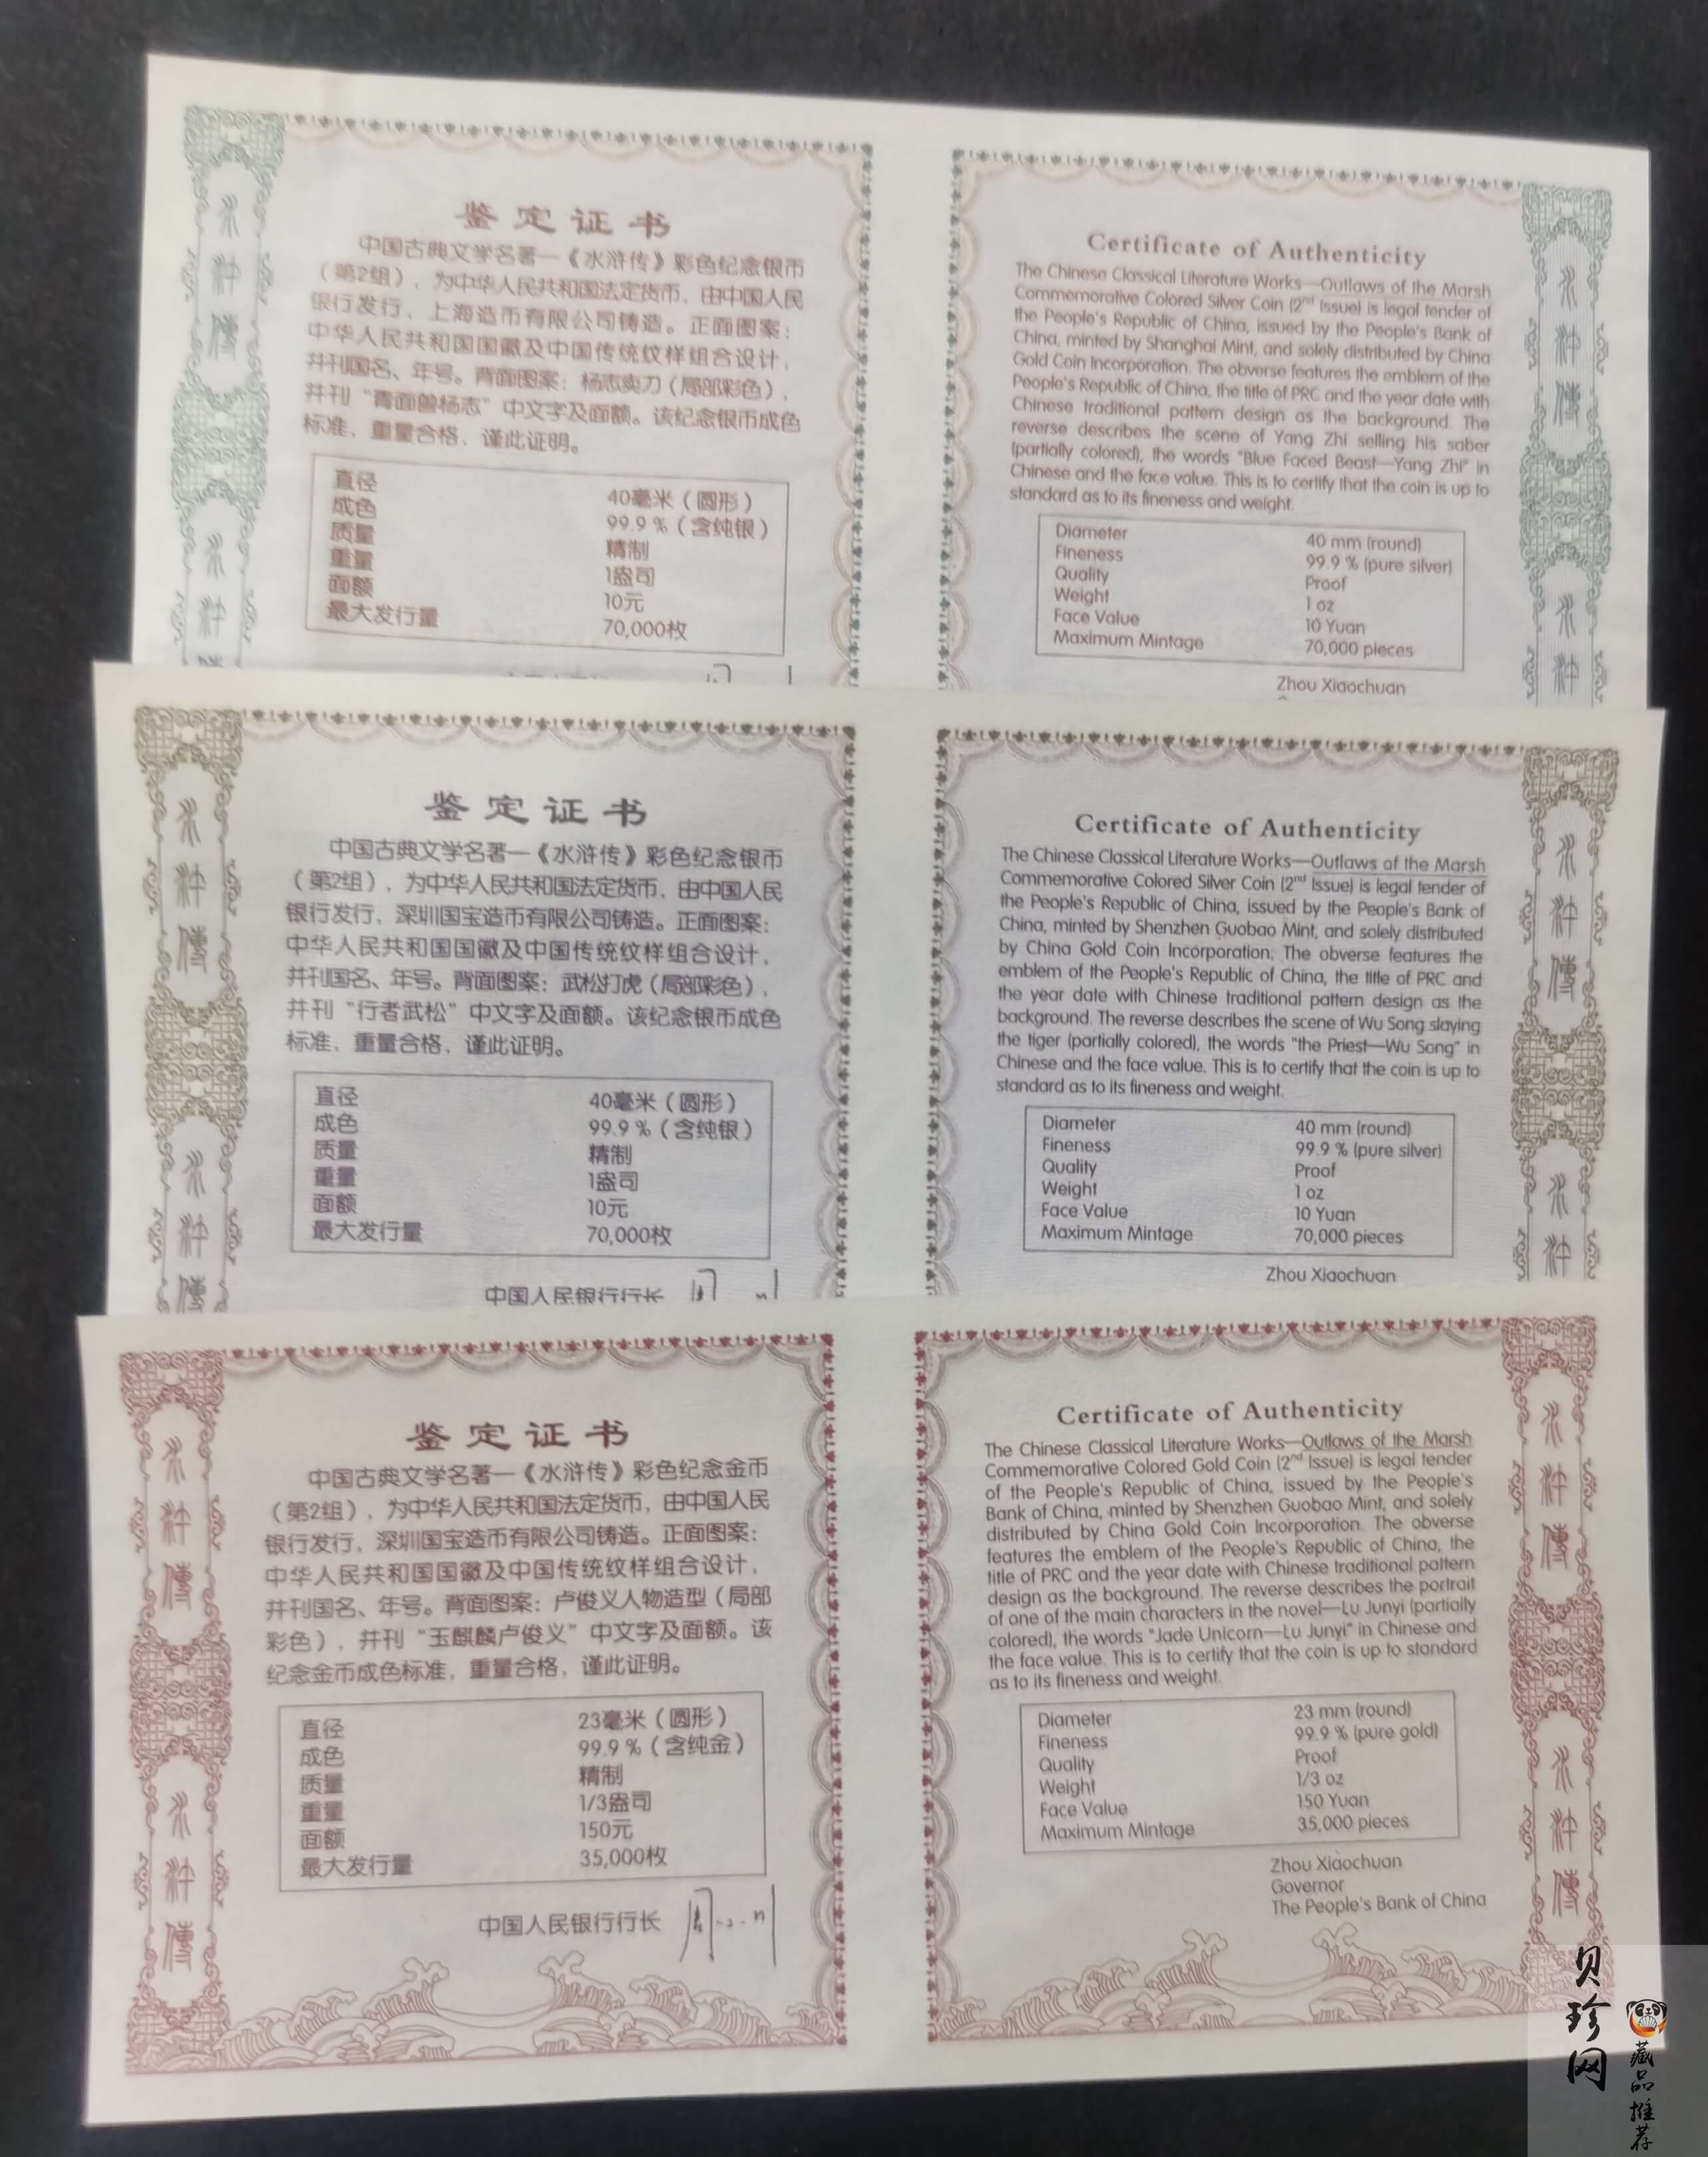 鉴定证书
中国古典文学名著—《水浒传》彩色纪念银币
（第2组），为中华人民共和国法定货币，由中国人民
银行发行，上海造币有限公司铸造。正面图案：
中华人民共和国国徽及中国传统纹样组合设计，
并刊国名、年号。背面图案：杨志卖刀（局部彩色），
并刊“青面兽杨志”中文字及面额。该纪念银币成色
标准，重量合格，谨此证明。
直径 40毫米（圆形）
成色 99.9％（含纯银）
质量 精制
重量 1盎司
面额 10元
最大发行量 70,000枚
Certificate of Authenticity
The Chinese Classical Literature Works—Outlaws of the Marsh
Commemorative Colored Silver Coin (2nd Issue) is legal tender of
the People's Republic of China, issued by the People's Bank of
China, minted by Shanghai Mint, and solely distributed by China
Gold Coin Incorporation. The obverse features the emblem of the
People's Republic of China, the title of PRC and the year date with
Chinese traditional pattern design as the background. The
reverse describes the scene of Yang Zhi selling his saber
(partially colored), the words "Blue Faced Beast—Yang Zhi" in
Chinese and the face value. This is to certify that the coin is up to
standard as to its fineness and weight.
Diameter 40 mm (round)
Fineness 99.9 % (pure silver)
Quality Proof
Weight 1 oz
Face Value 10 Yuan
Maximum Mintage 70,000 pieces
Zhou Xiaochuan
水浒傳
水浒
水浒傳
水浒
鉴定证书
中国古典文学名著—《水浒传》彩色纪念银币
（第2组），为中华人民共和国法定货币，由中国人民
银行发行，深圳国宝造币有限公司铸造。正面图案：
中华人民共和国国徽及中国传统纹样组合设计，
并刊国名、年号。背面图案：武松打虎（局部彩色），
并刊“行者武松”中文字及面额。该纪念银币成色
标准，重量合格，谨此证明。
直径 40毫米（圆形）
成色 99.9％（含纯银）
质量 精制
重量 1盎司
面额 10元
最大发行量 70,000枚
中国人民银行行长
Certificate of Authenticity
The Chinese Classical Literature Works—Outlaws of the Marsh
Commemorative Colored Silver Coin (2nd Issue) is legal tender of
the People's Republic of China, issued by the People's Bank of
China, minted by Shenzhen Guobao Mint, and solely distributed
by China Gold Coin Incorporation. The obverse features the
emblem of the People's Republic of China, the title of PRC and
the year date with Chinese traditional pattern design as the
background. The reverse describes the scene of Wu Song slaying
the tiger (partially colored), the words "the Priest—Wu Song" in
Chinese and the face value. This is to certify that the coin is up to
standard as to its fineness and weight.
Diameter 40 mm (round)
Fineness 99.9 % (pure silver)
Quality Proof
Weight 1 oz
Face Value 10 Yuan
Maximum Mintage 70,000 pieces
Zhou Xiaochuan
水浒傳
水浒傳
水浒傳
水浒
鉴定证书
中国古典文学名著—《水浒传》彩色纪念金币
（第2组），为中华人民共和国法定货币，由中国人民
银行发行，深圳国宝造币有限公司铸造。正面图案：
中华人民共和国国徽及中国传统纹样组合设计，
并刊国名、年号。背面图案：卢俊义人物造型（局部
彩色），并刊“玉麒麟卢俊义”中文字及面额。该
纪念金币成色标准，重量合格，谨此证明。
直径 23毫米（圆形）
成色 99.9％（含纯金）
质量 精制
重量 1/3盎司
面额 150元
最大发行量 35,000枚
中国人民银行行长
Certificate of Authenticity
The Chinese Classical Literature Works—Outlaws of the Marsh
Commemorative Colored Gold Coin (2nd Issue) is legal tender
of the People's Republic of China, issued by the People's
Bank of China, minted by Shenzhen Guobao Mint, and solely
distributed by China Gold Coin Incorporation. The obverse
features the emblem of the People's Republic of China, the
title of PRC and the year date with Chinese traditional pattern
design as the background. The reverse describes the portrait
of one of the main characters in the novel—Lu Junyi (partially
colored), the words "Jade Unicorn—Lu Junyi" in Chinese and
the face value. This is to certify that the coin is up to standard
as to its fineness and weight.
Diameter 23 mm (round)
Fineness 99.9 % (pure gold)
Quality Proof
Weight 1/3 oz
Face Value 150 Yuan
Maximum Mintage 35,000 pieces
Zhou Xiaochuan
Governor
The People's Bank of China
水浒傳
水浒傳
水浒傳
水浒傳
贝珍网
藏品推荐